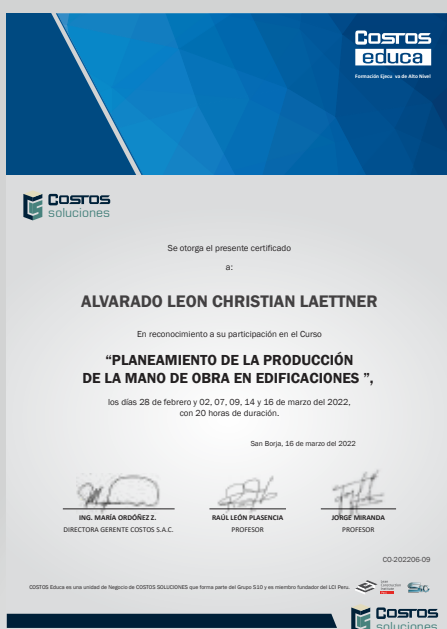 COSTOS
educa
Formación Ejecu va de Alto Nivel
COSTOS
soluciones
Se otorga el presente certificado
a:
ALVARADO LEON CHRISTIAN LAETTNER
En reconocimiento a su participación en el Curso
“PLANEAMIENTO DE LA PRODUCCIÓN
DE LA MANO DE OBRA EN EDIFICACIONES ”,
los días 28 de febrero y 02, 07, 09, 14 y 16 de marzo del 2022,
con 20 horas de duración.
San Borja, 16 de marzo del 2022
ING. MARÍA ORDÓÑEZ Z.
DIRECTORA GERENTE COSTOS S.A.C.
RAÚL LEÓN PLASENCIA
PROFESOR
JORGE MIRANDA
PROFESOR
CO-202206-09
COSTOS Educa es una unidad de Negocio de COSTOS SOLUCIONES que forma parte del Grupo S10 y es miembro fundador del LCI Peru.
COSTOS
soluciones